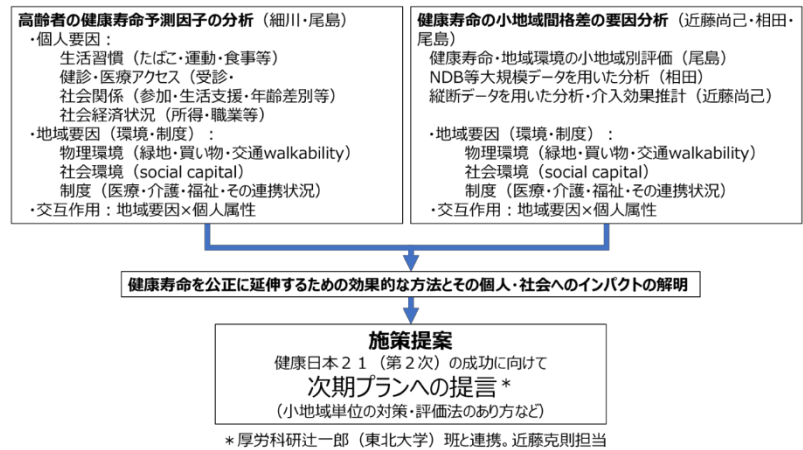 高齢者の健康寿命予測因子の分析（細川・尾島）
・個人要因：
生活習慣（たばこ・運動・食事等）
健診・医療アクセス（受診・
社会関係（参加・生活支援・年齢差別等）
社会経済状況（所得・職業等）
・地域要因（環境・制度）：
物理環境（緑地・買い物・交通walkability）
社会環境（social capital）
制度（医療・介護・福祉・その連携状況）
・交互作用：地域要因×個人属性
健康寿命の小地域間格差の要因分析（近藤尚己・相田・
尾島）
健康寿命・地域環境の小地域別評価（尾島）
NDB等大規模データを用いた分析（相田）
縦断データを用いた分析・介入効果推計（近藤尚己）
・地域要因（環境・制度）：
物理環境（緑地・買い物・交通walkability）
社会環境（social capital）
制度（医療・介護・福祉・その連携状況）
・交互作用：地域要因×個人属性
健康寿命を公正に延伸するための効果的な方法とその個人・社会へのインパクトの解明
施策提案
健康日本２１（第２次）の成功に向けて
次期プランへの提言*
（小地域単位の対策・評価法のあり方など）
＊厚労科研辻一郎（東北大学）班と連携。近藤克則担当